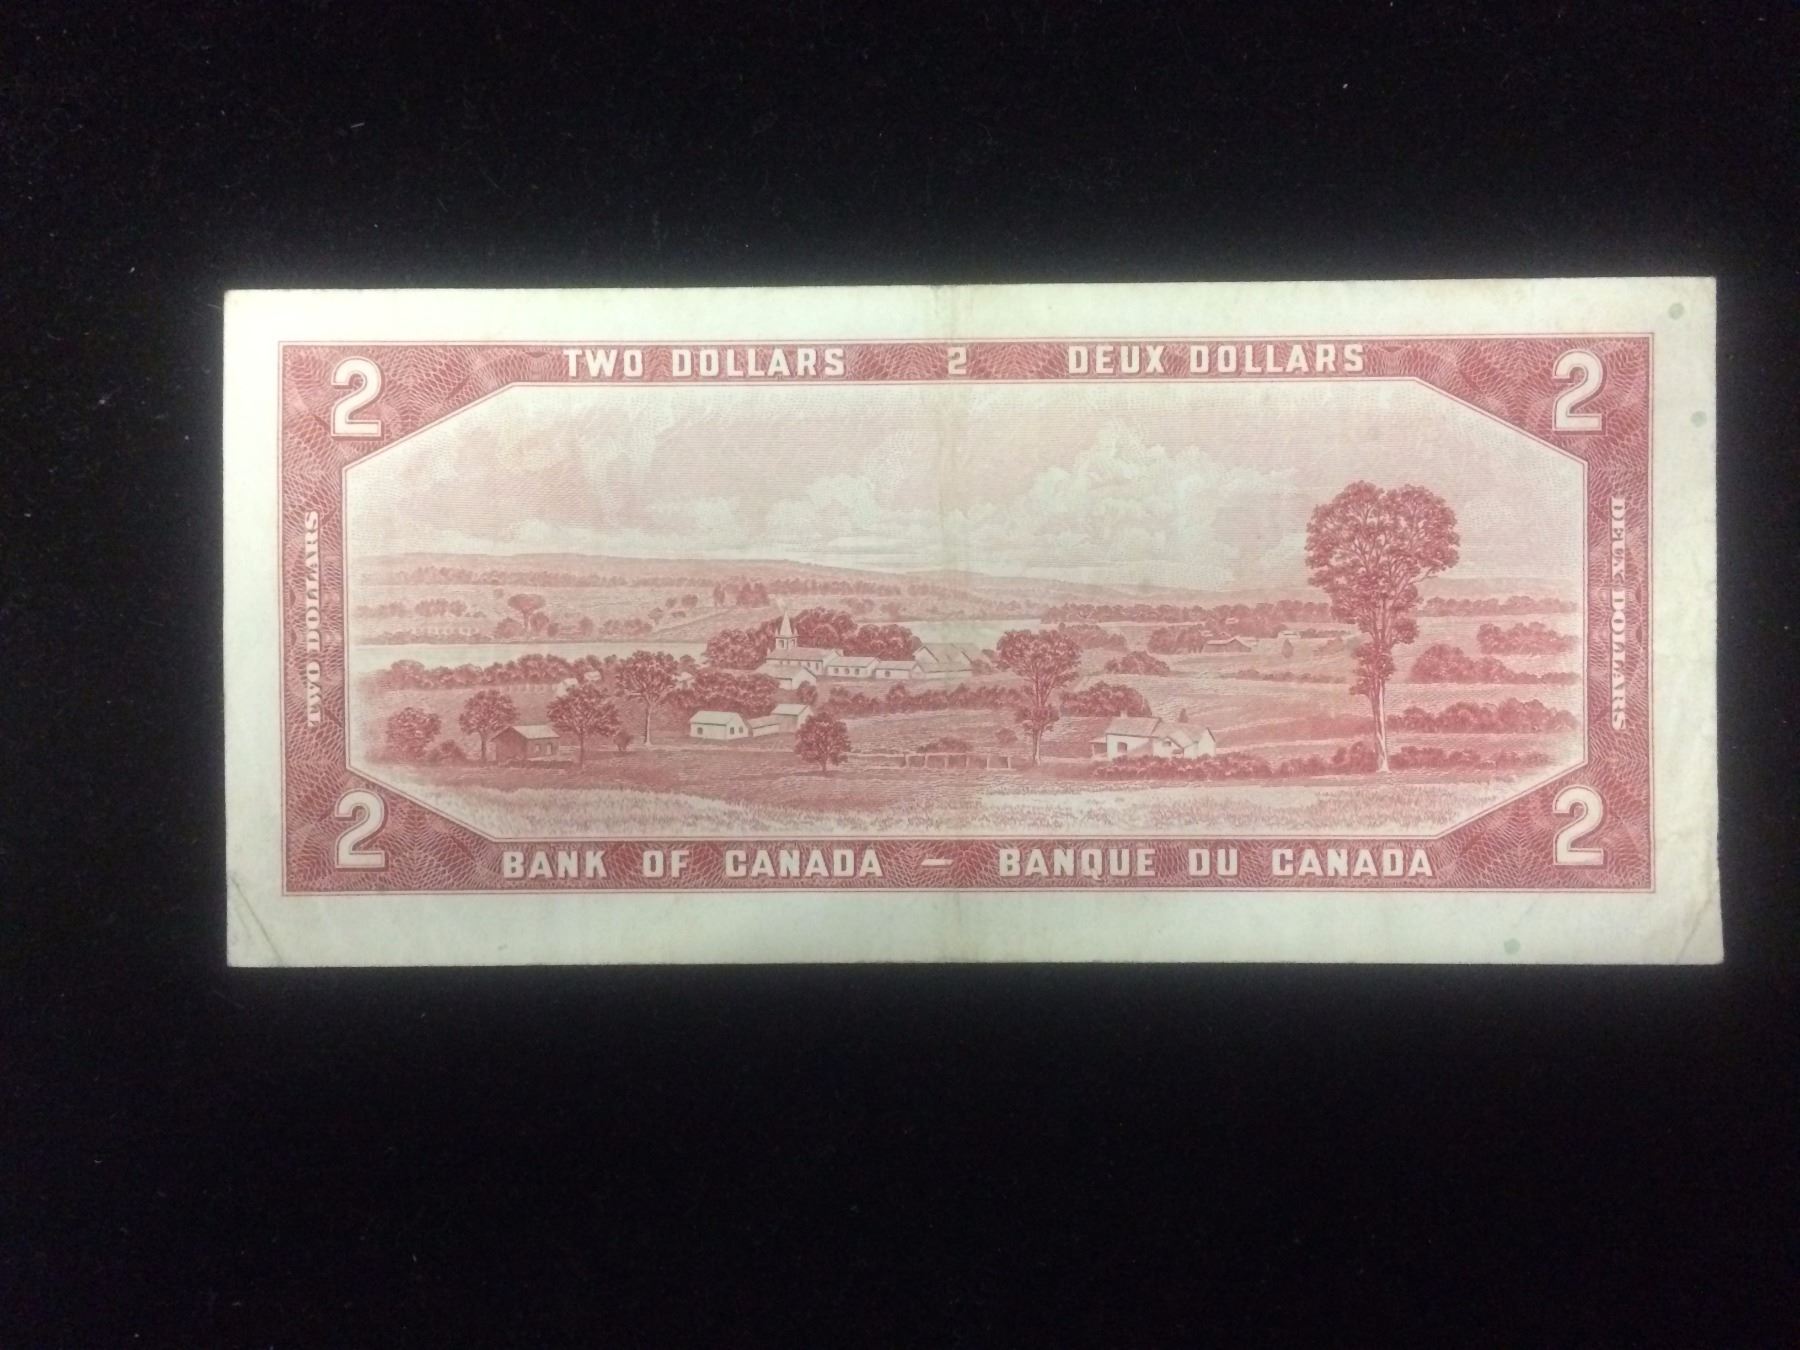 TWO DOLLARS 2 DEUX DOLLARS
2 2
TWO DOLLARS
DEUX DOLLARS
2 2
BANK OF CANADA – BANQUE DU CANADA